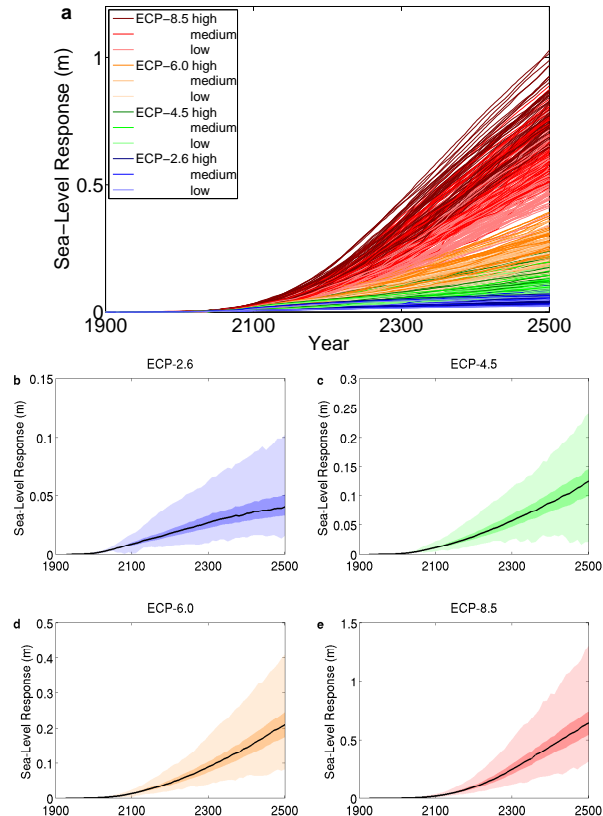 a
ECP-8.5 high
medium
low
ECP-6.0 high
medium
low
ECP-4.5 high
medium
low
ECP-2.6 high
medium
low
Sea-Level Response (m)
1
0.5
0
1900 2100 2300 2500
Year
b ECP-2.6
Sea-Level Response (m)
0.15
0.1
0.05
0
1900 2100 2300 2500
c ECP-4.5
Sea-Level Response (m)
0.3
0.25
0.2
0.15
0.1
0.05
0
1900 2100 2300 2500
d ECP-6.0
Sea-Level Response (m)
0.5
0.4
0.3
0.2
0.1
0
1900 2100 2300 2500
e ECP-8.5
Sea-Level Response (m)
1.5
1
0.5
0
1900 2100 2300 2500